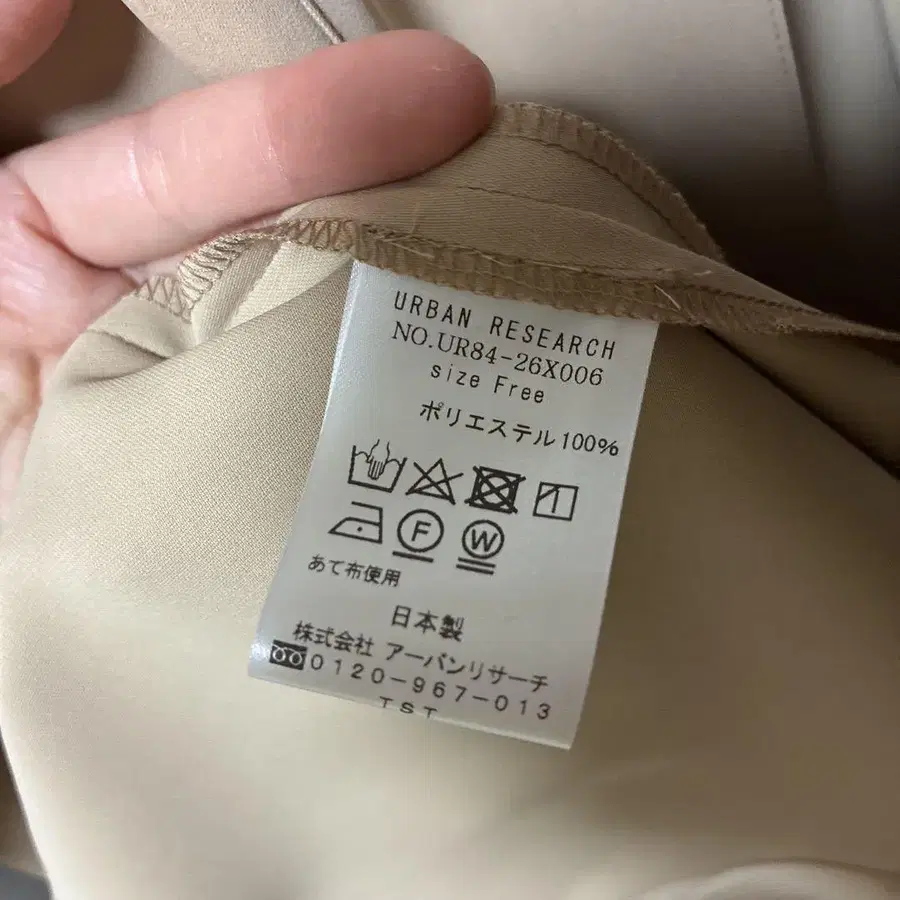 URBAN RESEARCH
NO.UR84-26X006
size Free
ポリエステル100%
F W
あて布使用
日本製
株式会社 アーバンリサーチ
0120-967-013
TST